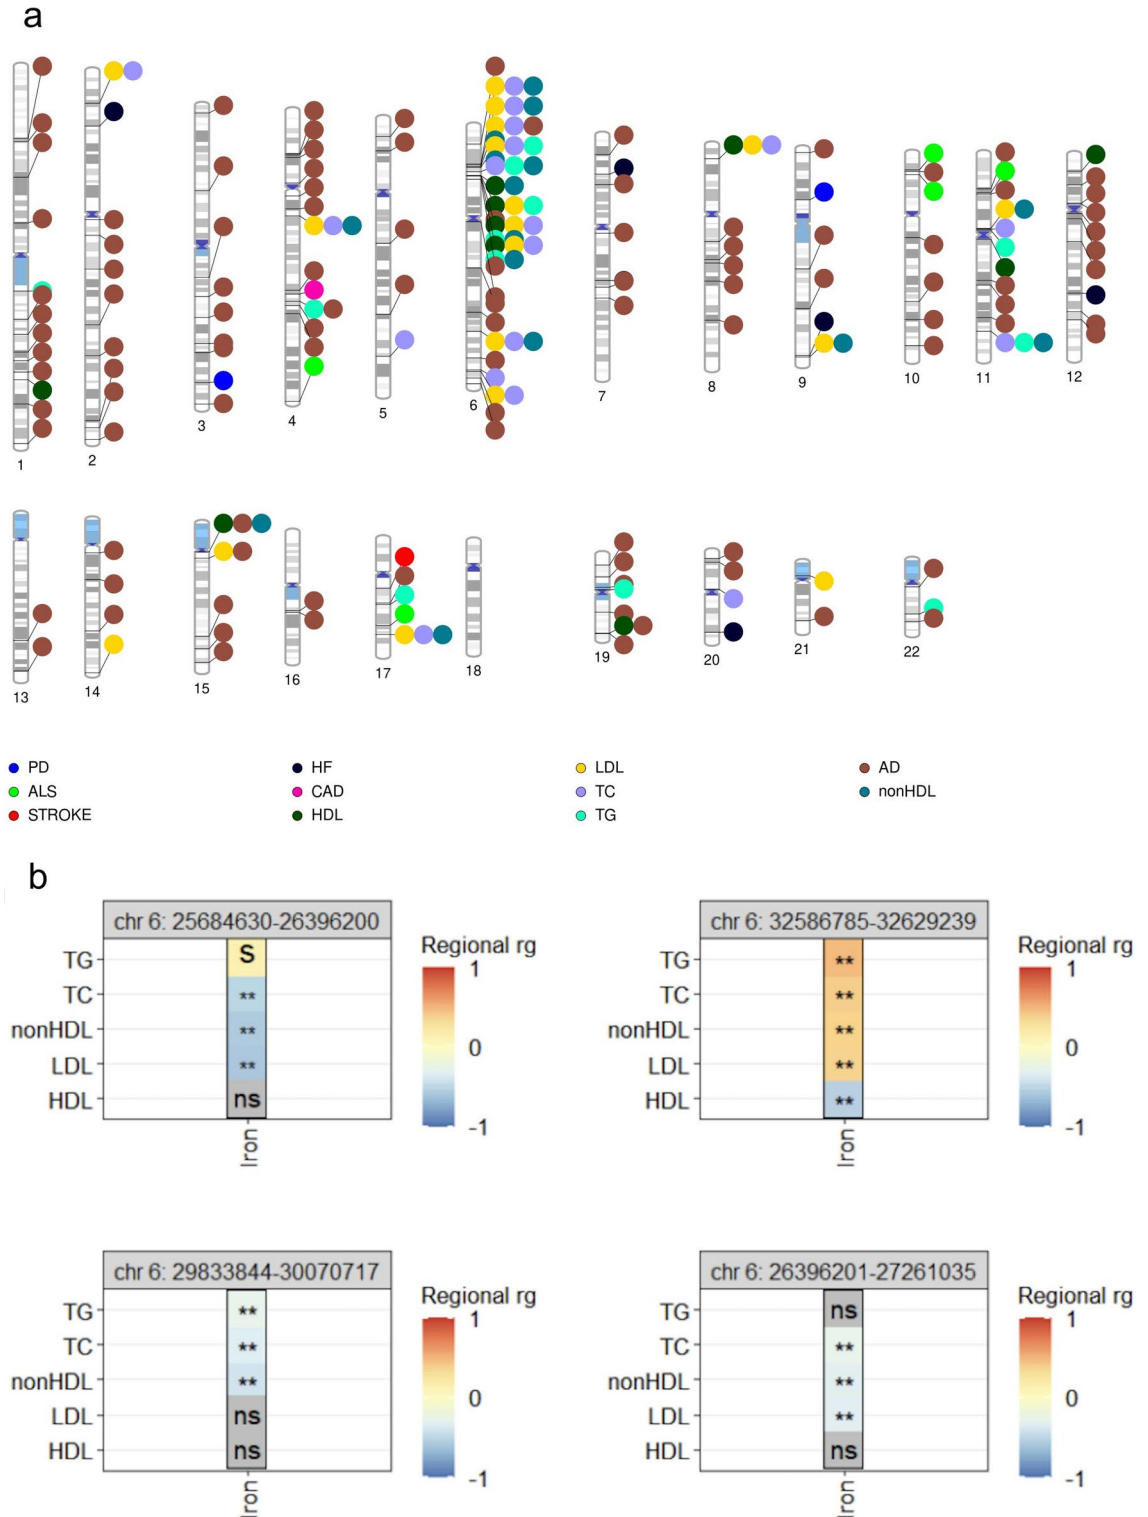 a
1
2
3
4
5
6
7
8
9
10
11
12
13
14
15
16
17
18
19
20
21
22
PD
HF
LDL
AD
ALS
CAD
TC
nonHDL
STROKE
HDL
TG
b
chr 6: 25684630-26396200
TG
S
TC
**
nonHDL
**
LDL
**
HDL
ns
Iron
Regional rg
1
0
-1
chr 6: 32586785-32629239
TG
**
TC
**
nonHDL
**
LDL
**
HDL
**
Iron
Regional rg
1
0
-1
chr 6: 29833844-30070717
TG
**
TC
**
nonHDL
**
LDL
ns
HDL
ns
Iron
Regional rg
1
0
-1
chr 6: 26396201-27261035
TG
ns
TC
**
nonHDL
**
LDL
**
HDL
ns
Iron
Regional rg
1
0
-1